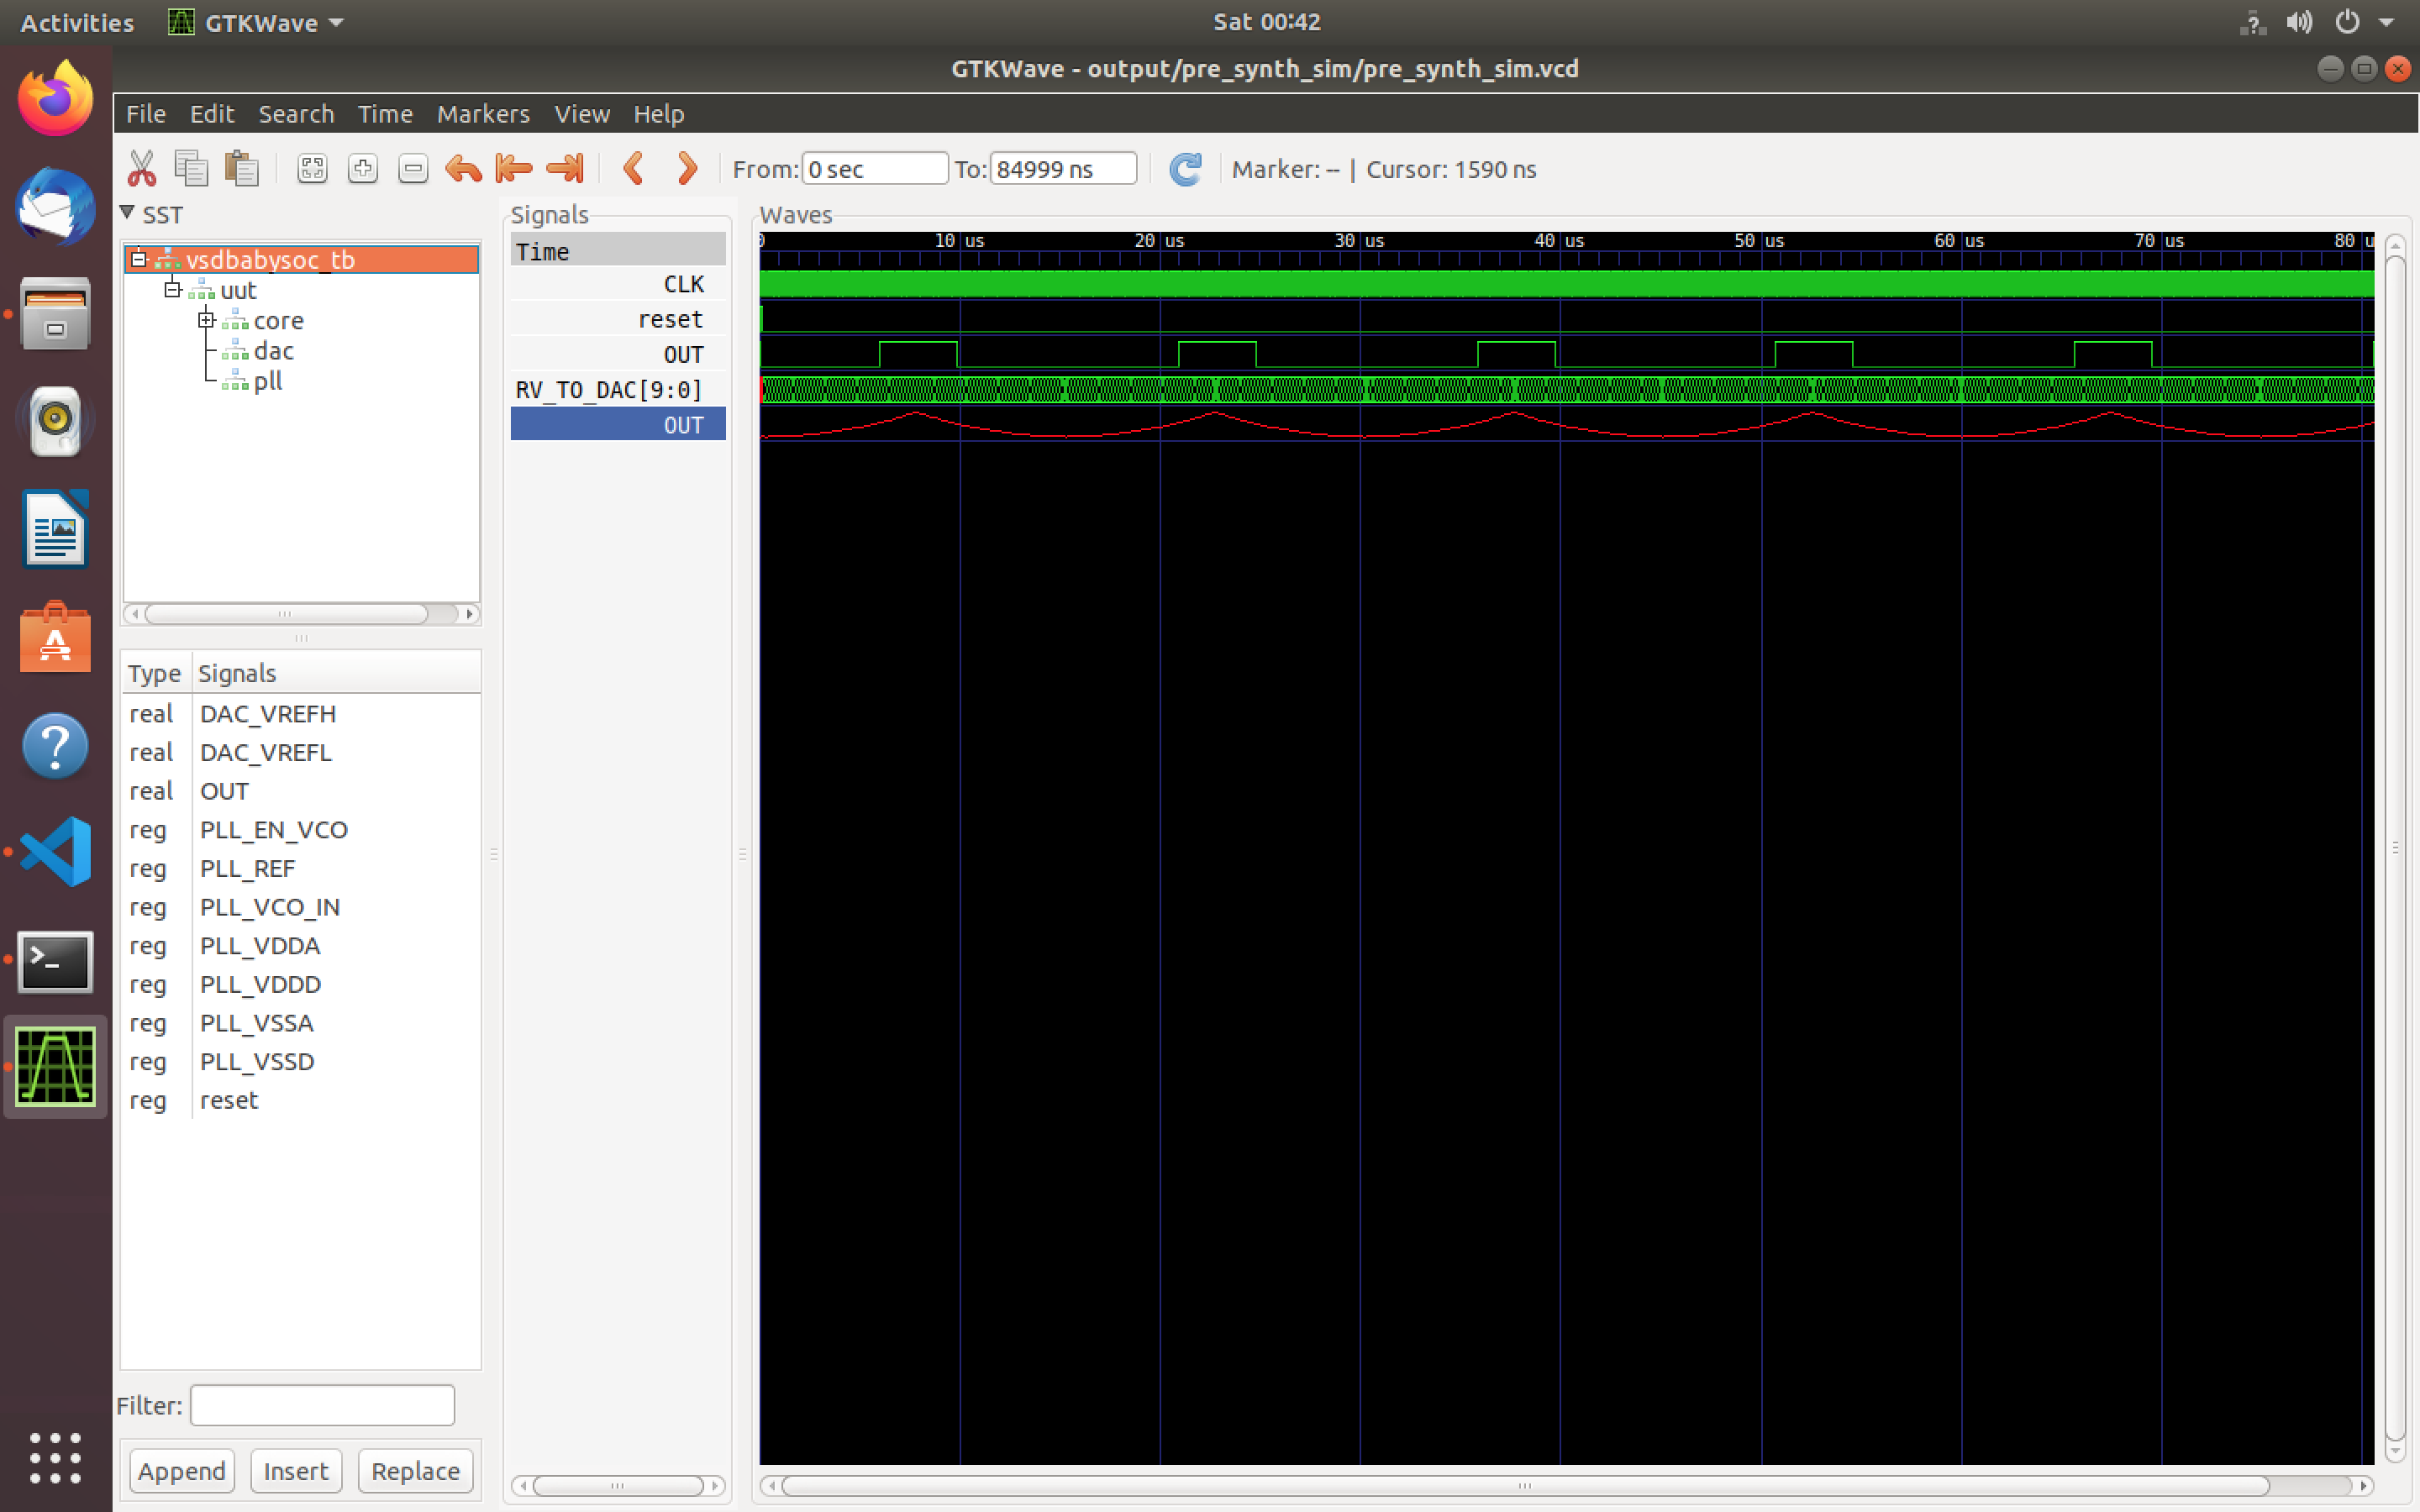 Activities GTKWave Sat 00:42
GTKWave - output/pre_synth_sim/pre_synth_sim.vcd
File Edit Search Time Markers View Help
From: 0 sec To: 84999 ns Marker: -- | Cursor: 1590 ns
SST
vsdbabysoc_tb
uut
core
dac
pll
Type Signals
real DAC_VREFH
real DAC_VREFL
real OUT
reg PLL_EN_VCO
reg PLL_REF
reg PLL_VCO_IN
reg PLL_VDDA
reg PLL_VDDD
reg PLL_VSSA
reg PLL_VSSD
reg reset
Filter:
Append Insert Replace
Signals
Time
CLK
reset
OUT
RV_TO_DAC[9:0]
OUT
Waves
0 10 us 20 us 30 us 40 us 50 us 60 us 70 us 80 u